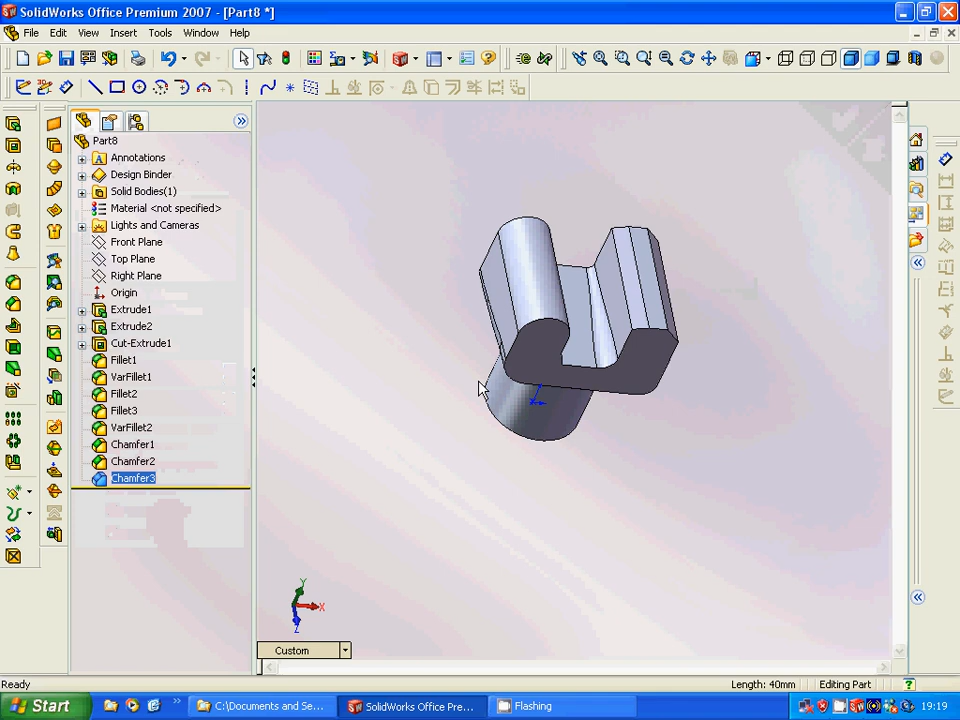 SolidWorks Office Premium 2007 - [Part8 *]
File Edit View Insert Tools Window Help
Part8
Annotations
Design Binder
Solid Bodies(1)
Material <not specified>
Lights and Cameras
Front Plane
Top Plane
Right Plane
Origin
Extrude1
Extrude2
Cut-Extrude1
Fillet1
VarFillet1
Fillet2
Fillet3
VarFillet2
Chamfer1
Chamfer2
Chamfer3
Y
X
Z
Custom
Ready Length: 40mm Editing Part
Start C:\Documents and Se... SolidWorks Office Pre... Flashing 19:19